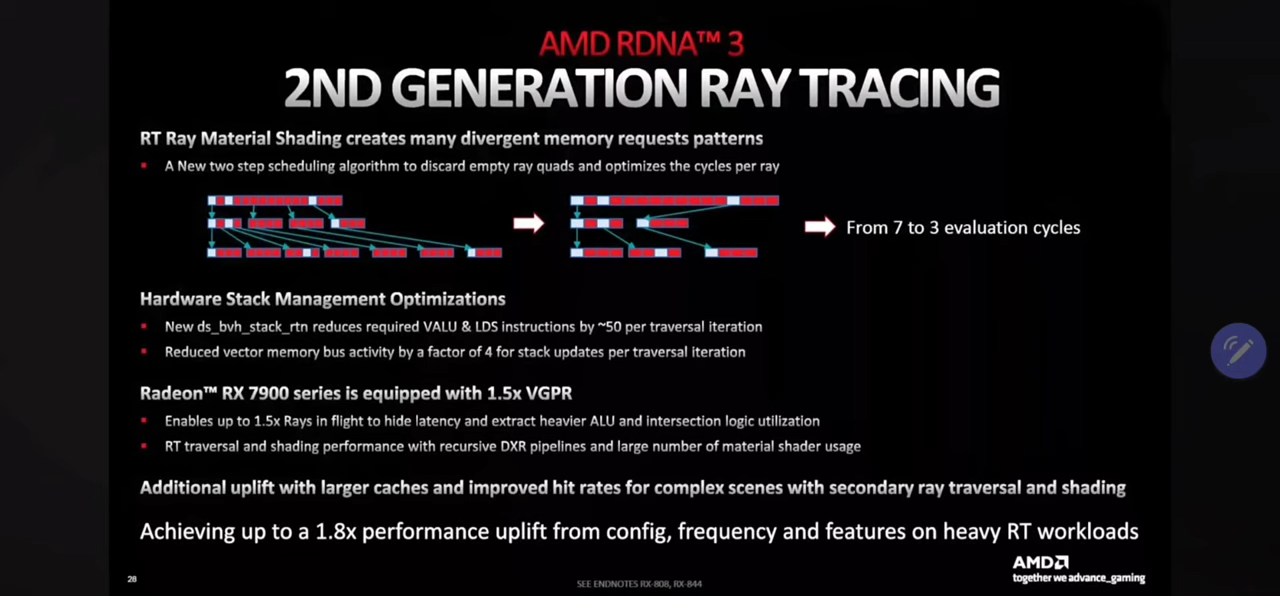 AMD RDNA™ 3
2ND GENERATION RAY TRACING
RT Ray Material Shading creates many divergent memory requests patterns
A New two step scheduling algorithm to discard empty ray quads and optimizes the cycles per ray
From 7 to 3 evaluation cycles
Hardware Stack Management Optimizations
New ds_bvh_stack_rtn reduces required VALU & LDS instructions by ~50 per traversal iteration
Reduced vector memory bus activity by a factor of 4 for stack updates per traversal iteration
Radeon™ RX 7900 series is equipped with 1.5x VGPR
Enables up to 1.5x Rays in flight to hide latency and extract heavier ALU and intersection logic utilization
RT traversal and shading performance with recursive DXR pipelines and large number of material shader usage
Additional uplift with larger caches and improved hit rates for complex scenes with secondary ray traversal and shading
Achieving up to a 1.8x performance uplift from config, frequency and features on heavy RT workloads
AMD
together we advance_gaming
28
SEE ENDNOTES RX-808, RX-844